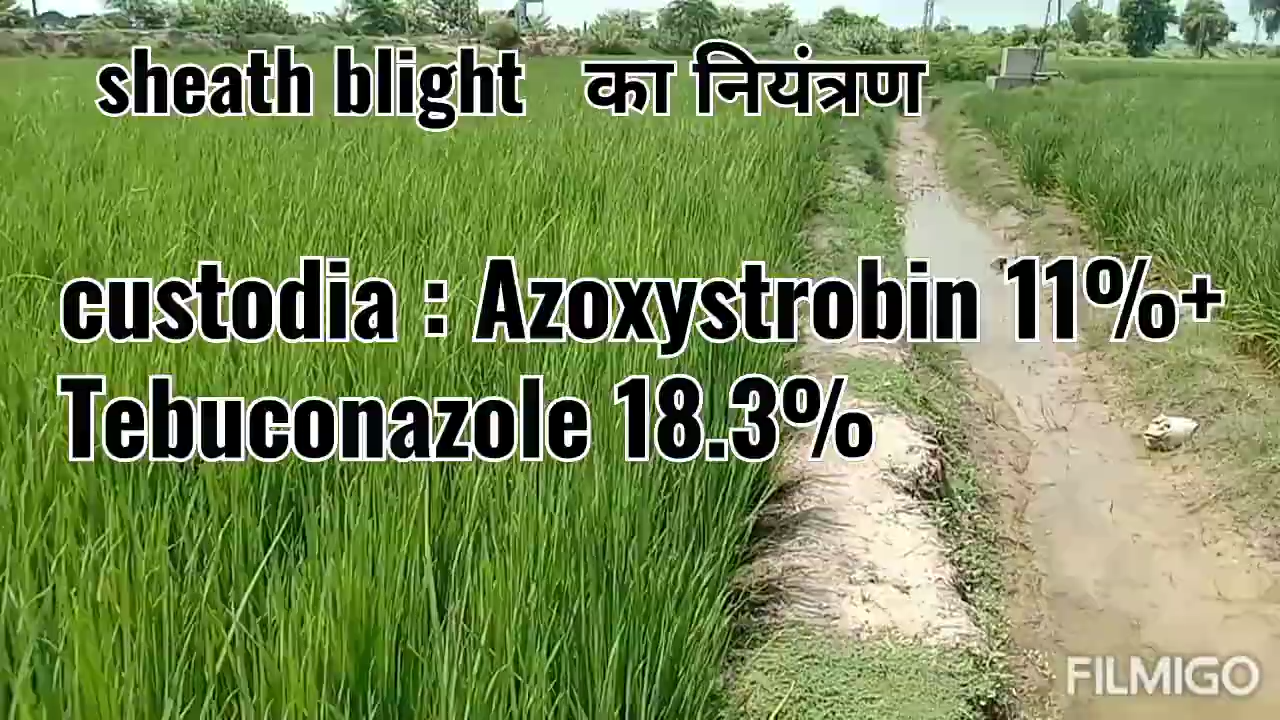 sheath blight का नियंत्रण
custodia : Azoxystrobin 11%+
Tebuconazole 18.3%
FILMIGO